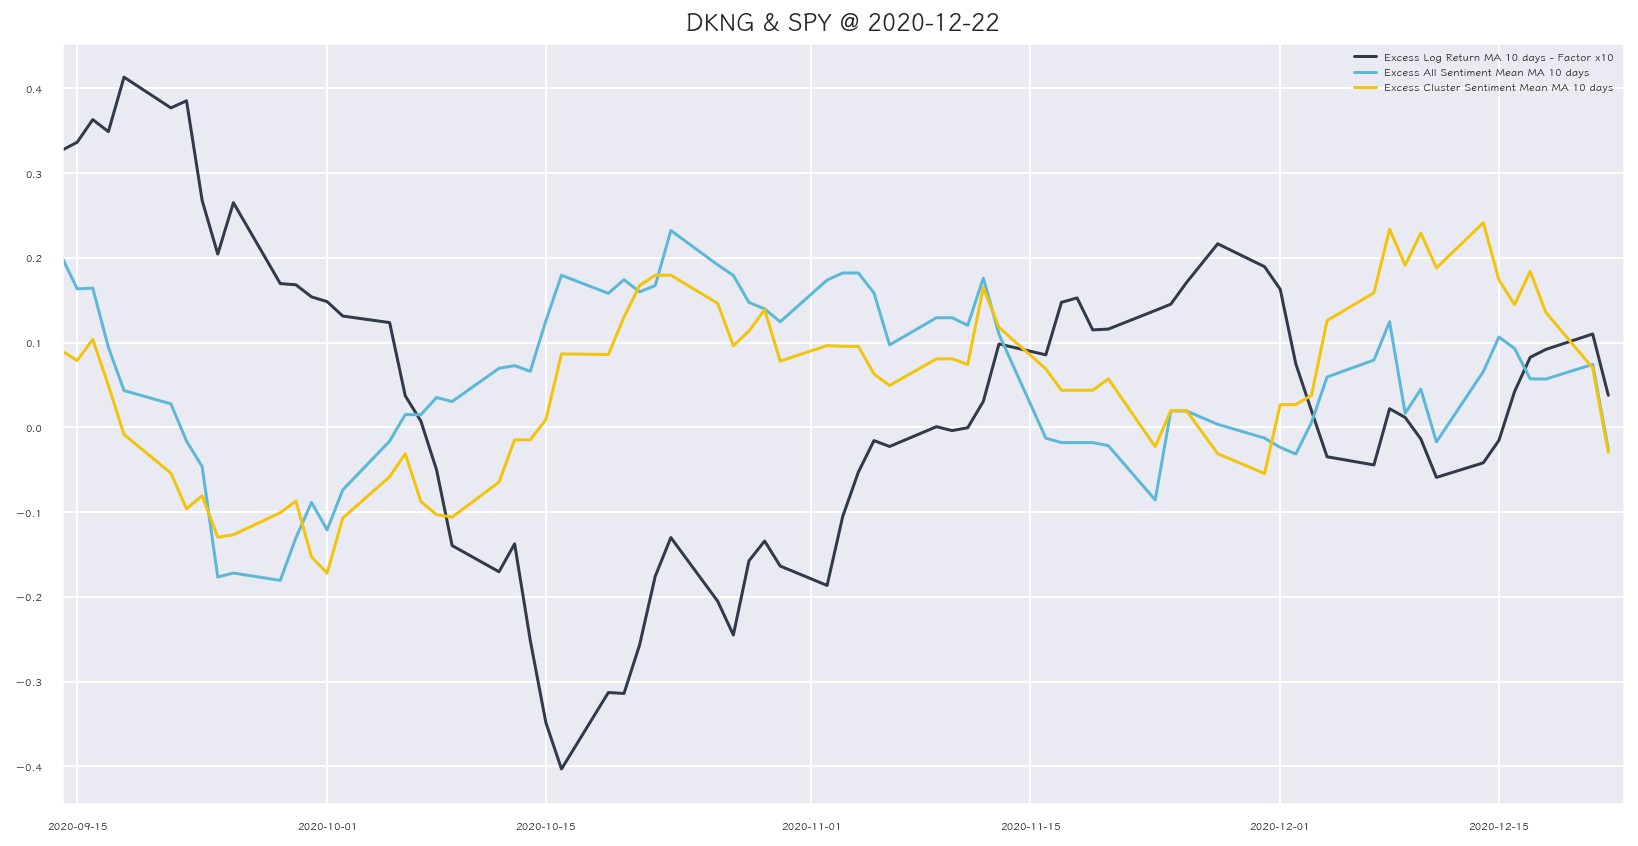 DKNG & SPY @ 2020-12-22
Excess Log Return MA 10 days - Factor x10
Excess All Sentiment Mean MA 10 days
Excess Cluster Sentiment Mean MA 10 days
0.4
0.3
0.2
0.1
0.0
−0.1
−0.2
−0.3
−0.4
2020-09-15 2020-10-01 2020-10-15 2020-11-01 2020-11-15 2020-12-01 2020-12-15